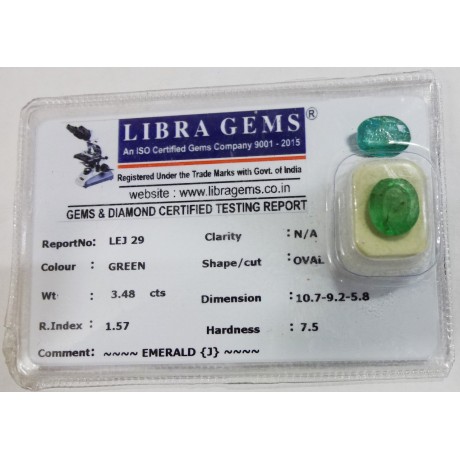 LIBRA GEMS ®
An ISO Certified Gems Company 9001 - 2015
Registered Under the Trade Marks with Govt. of India
website : www.libragems.co.in
GEMS & DIAMOND CERTIFIED TESTING REPORT
ReportNo: LEJ 29 Clarity : N/A
Colour : GREEN Shape/cut : OVAL
Wt : 3.48 cts Dimension :10.7-9.2-5.8
R.Index : 1.57 Hardness : 7.5
Comment: ~~~~ EMERALD {J} ~~~~